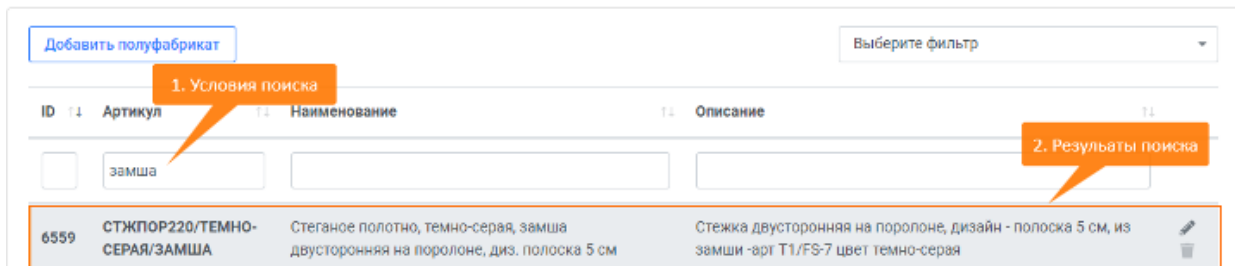 Добавить полуфабрикат
Выберите фильтр
1. Условия поиска
ID Артикул Наименование Описание
2. Резульаты поиска
замша
6559
СТЖПОР220/ТЕМНО-
СЕРАЯ/ЗАМША
Стеганое полотно, темно-серая, замша
двусторонняя на поролоне, диз. полоска 5 см
Стежка двусторонняя на поролоне, дизайн - полоска 5 см, из
замши -арт T1/FS-7 цвет темно-серая